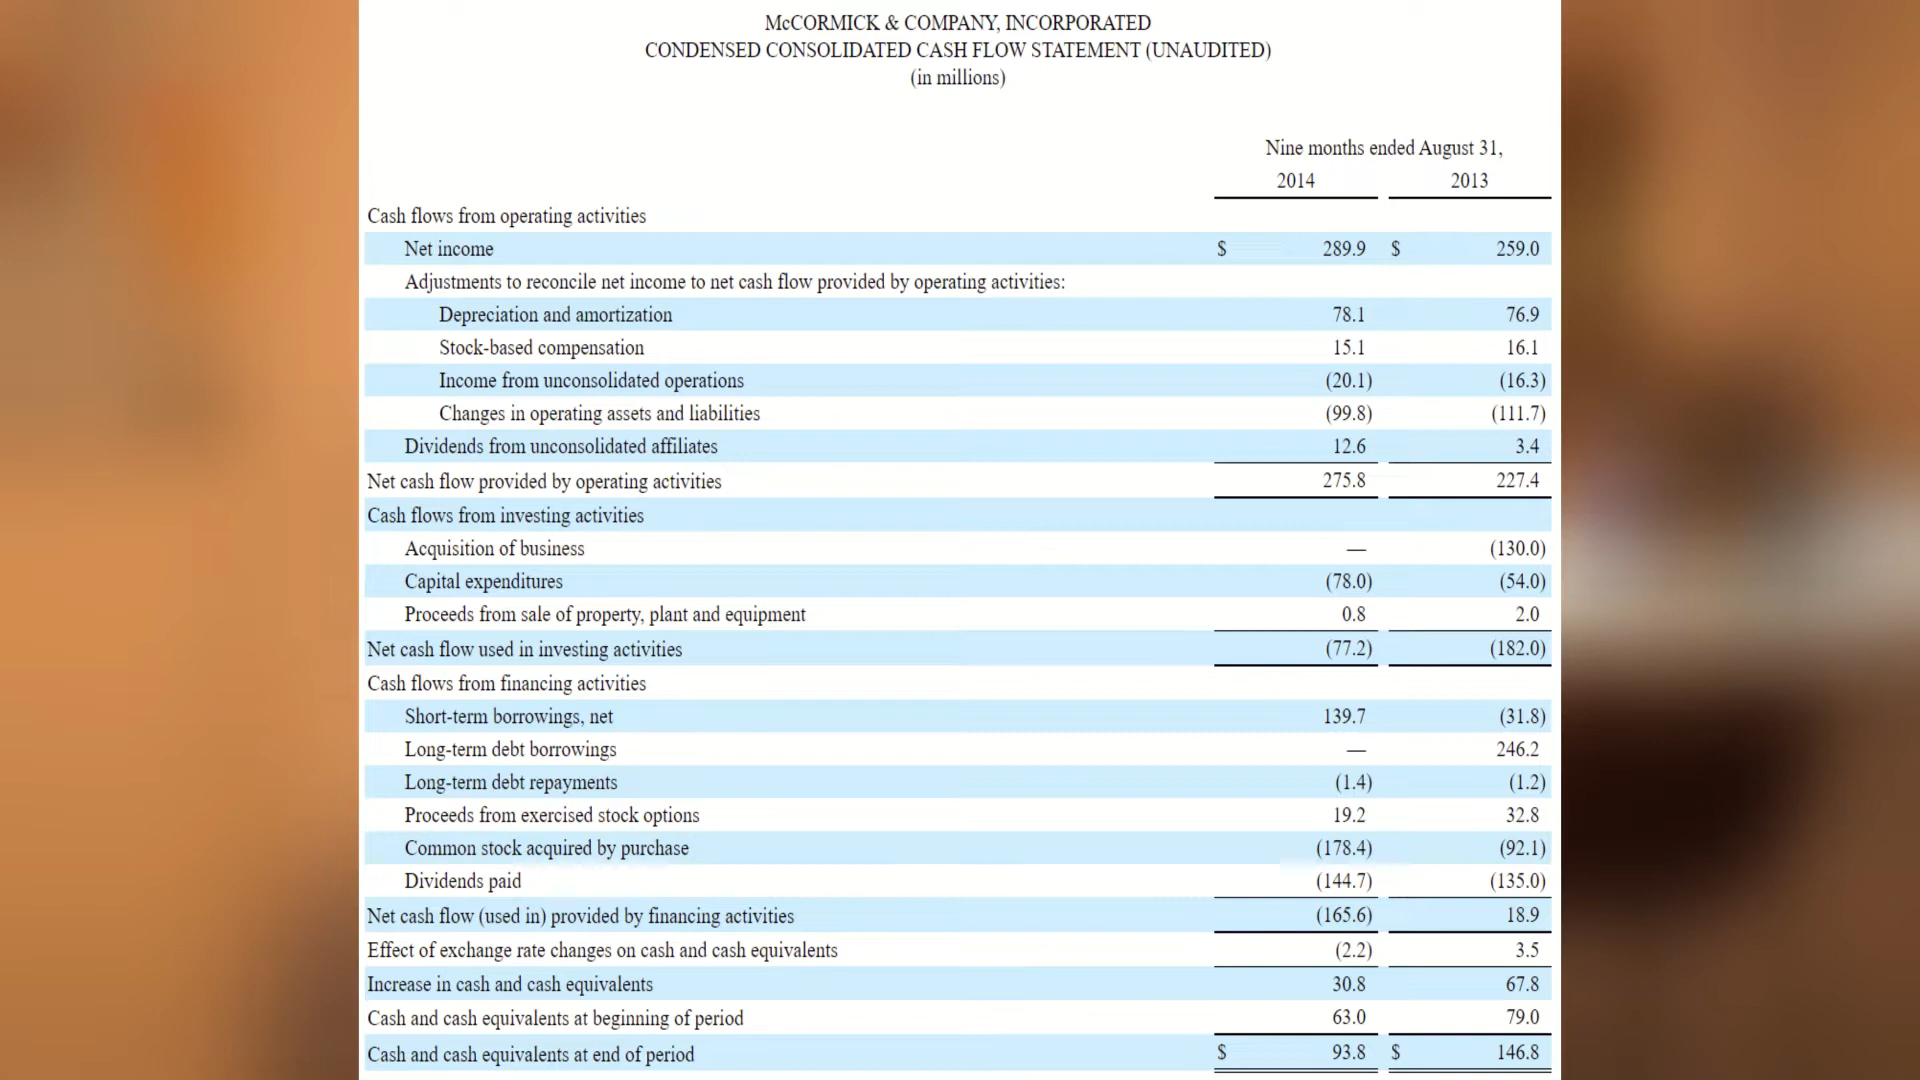 McCORMICK & COMPANY, INCORPORATED
CONDENSED CONSOLIDATED CASH FLOW STATEMENT (UNAUDITED)
(in millions)
Nine months ended August 31,
2014 2013
Cash flows from operating activities
Net income $ 289.9 $ 259.0
Adjustments to reconcile net income to net cash flow provided by operating activities:
Depreciation and amortization 78.1 76.9
Stock-based compensation 15.1 16.1
Income from unconsolidated operations (20.1) (16.3)
Changes in operating assets and liabilities (99.8) (111.7)
Dividends from unconsolidated affiliates 12.6 3.4
Net cash flow provided by operating activities 275.8 227.4
Cash flows from investing activities
Acquisition of business — (130.0)
Capital expenditures (78.0) (54.0)
Proceeds from sale of property, plant and equipment 0.8 2.0
Net cash flow used in investing activities (77.2) (182.0)
Cash flows from financing activities
Short-term borrowings, net 139.7 (31.8)
Long-term debt borrowings — 246.2
Long-term debt repayments (1.4) (1.2)
Proceeds from exercised stock options 19.2 32.8
Common stock acquired by purchase (178.4) (92.1)
Dividends paid (144.7) (135.0)
Net cash flow (used in) provided by financing activities (165.6) 18.9
Effect of exchange rate changes on cash and cash equivalents (2.2) 3.5
Increase in cash and cash equivalents 30.8 67.8
Cash and cash equivalents at beginning of period 63.0 79.0
Cash and cash equivalents at end of period $ 93.8 $ 146.8